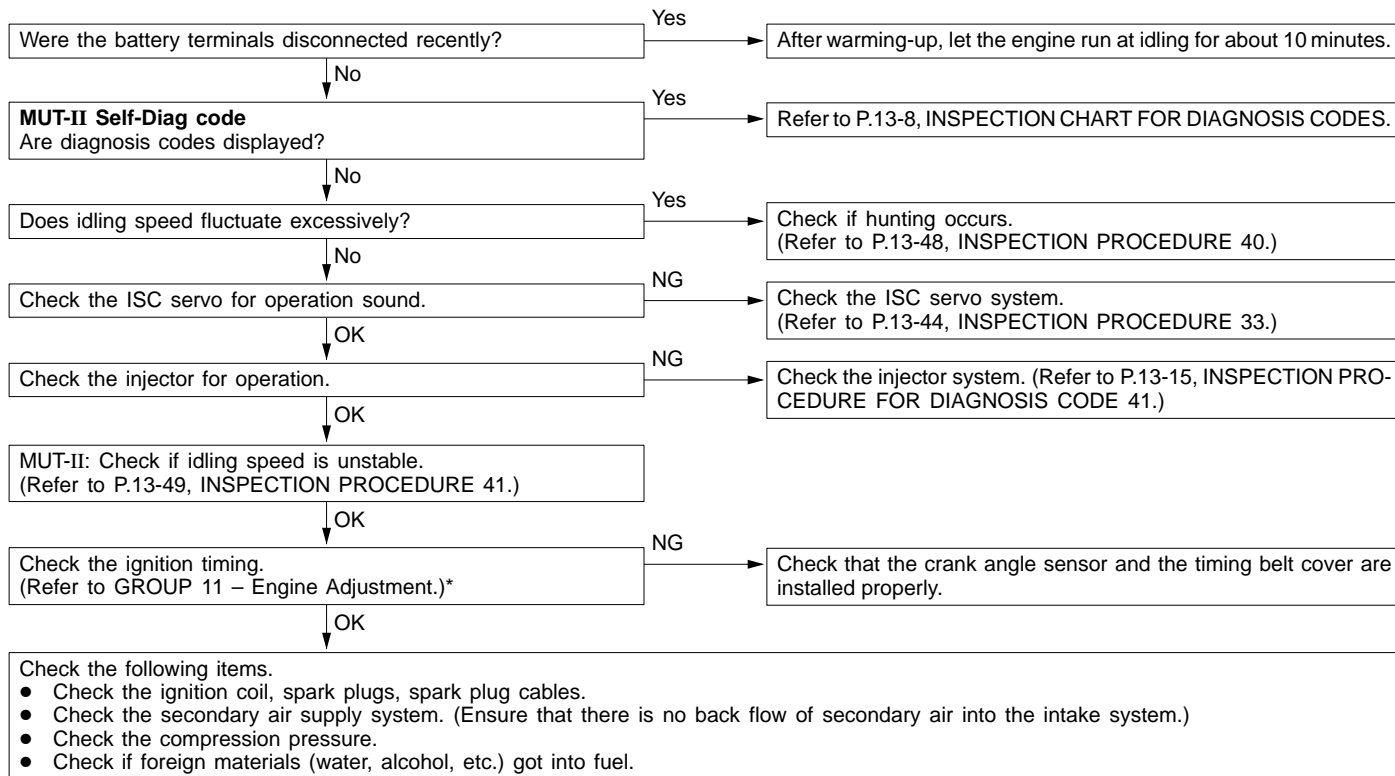 Were the battery terminals disconnected recently?
Yes
After warming-up, let the engine run at idling for about 10 minutes.
No
MUT-II Self-Diag code
Are diagnosis codes displayed?
Yes
Refer to P.13-8, INSPECTION CHART FOR DIAGNOSIS CODES.
No
Does idling speed fluctuate excessively?
Yes
Check if hunting occurs.
(Refer to P.13-48, INSPECTION PROCEDURE 40.)
No
Check the ISC servo for operation sound.
NG
Check the ISC servo system.
(Refer to P.13-44, INSPECTION PROCEDURE 33.)
OK
Check the injector for operation.
NG
Check the injector system. (Refer to P.13-15, INSPECTION PRO-
CEDURE FOR DIAGNOSIS CODE 41.)
OK
MUT-II: Check if idling speed is unstable.
(Refer to P.13-49, INSPECTION PROCEDURE 41.)
OK
Check the ignition timing.
(Refer to GROUP 11 – Engine Adjustment.)*
NG
Check that the crank angle sensor and the timing belt cover are
installed properly.
OK
Check the following items.
● Check the ignition coil, spark plugs, spark plug cables.
● Check the secondary air supply system. (Ensure that there is no back flow of secondary air into the intake system.)
● Check the compression pressure.
● Check if foreign materials (water, alcohol, etc.) got into fuel.